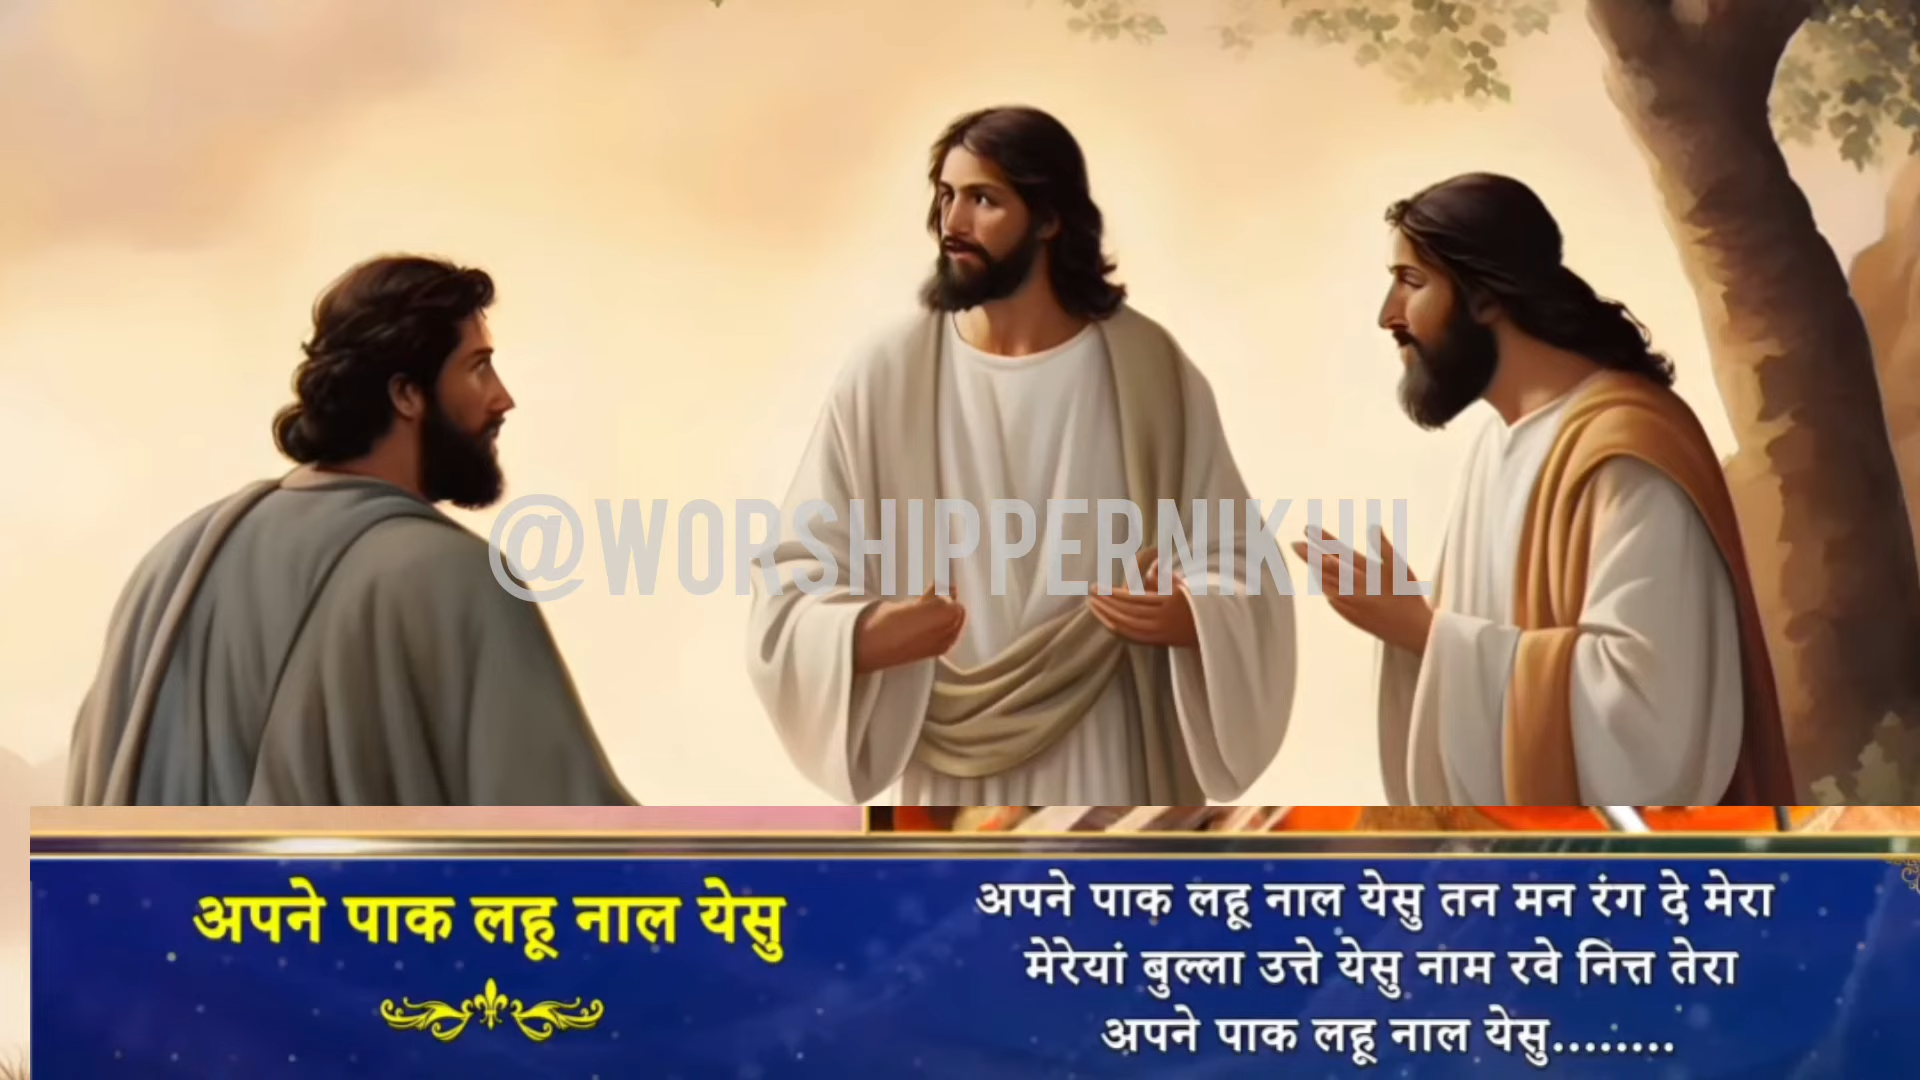 @WORSHIPPERNIKHIL
अपने पाक लहू नाल येसु
अपने पाक लहू नाल येसु तन मन रंग दे मेरा
मेरेयां बुल्ला उत्ते येसु नाम रवे नित्त तेरा
अपने पाक लहू नाल येसु........